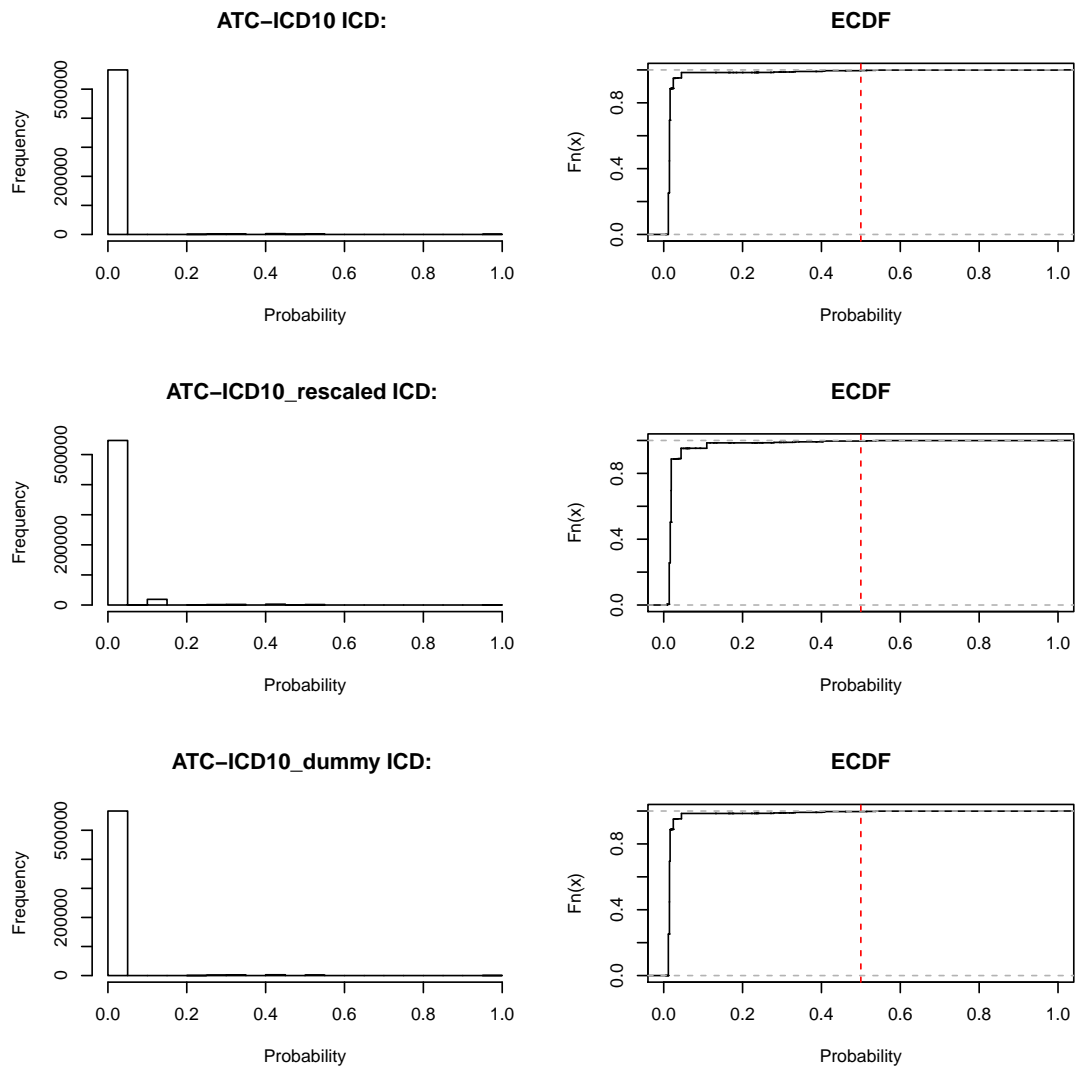 ATC−ICD10 ICD:
Frequency
0 200000 500000
0.0 0.2 0.4 0.6 0.8 1.0
Probability
ECDF
Fn(x)
0.0 0.4 0.8
0.0 0.2 0.4 0.6 0.8 1.0
Probability
ATC−ICD10_rescaled ICD:
Frequency
0 200000 500000
0.0 0.2 0.4 0.6 0.8 1.0
Probability
ECDF
Fn(x)
0.0 0.4 0.8
0.0 0.2 0.4 0.6 0.8 1.0
Probability
ATC−ICD10_dummy ICD:
Frequency
0 200000 500000
0.0 0.2 0.4 0.6 0.8 1.0
Probability
ECDF
Fn(x)
0.0 0.4 0.8
0.0 0.2 0.4 0.6 0.8 1.0
Probability